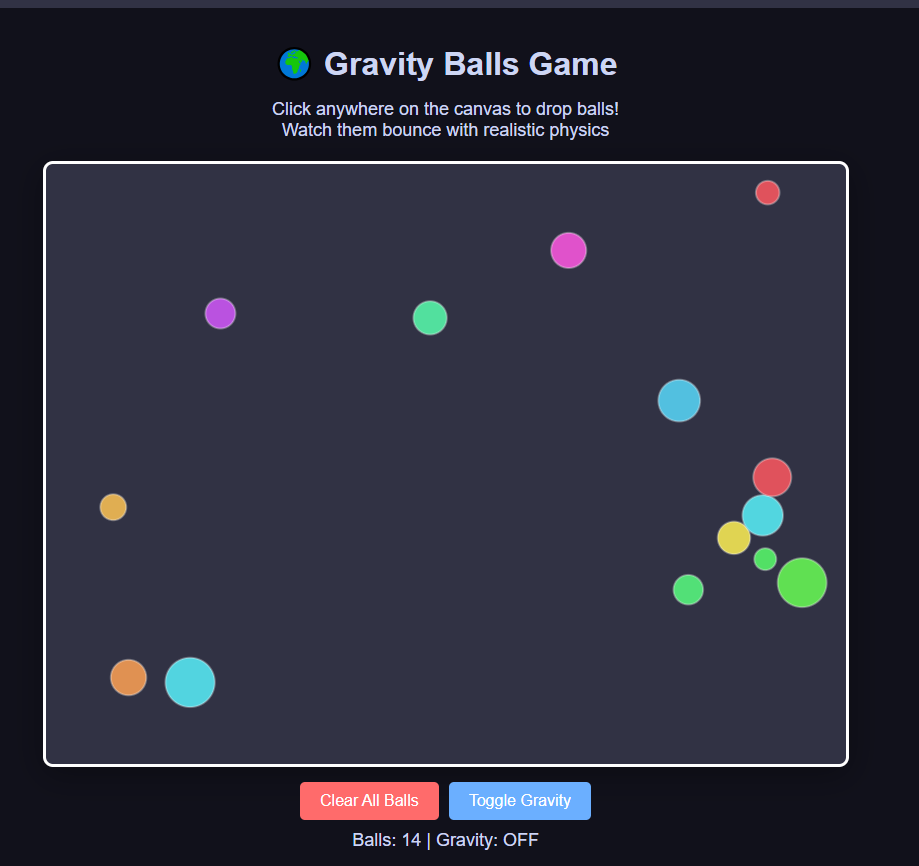 Gravity Balls Game
Click anywhere on the canvas to drop balls!
Watch them bounce with realistic physics
Clear All Balls
Toggle Gravity
Balls: 14 | Gravity: OFF